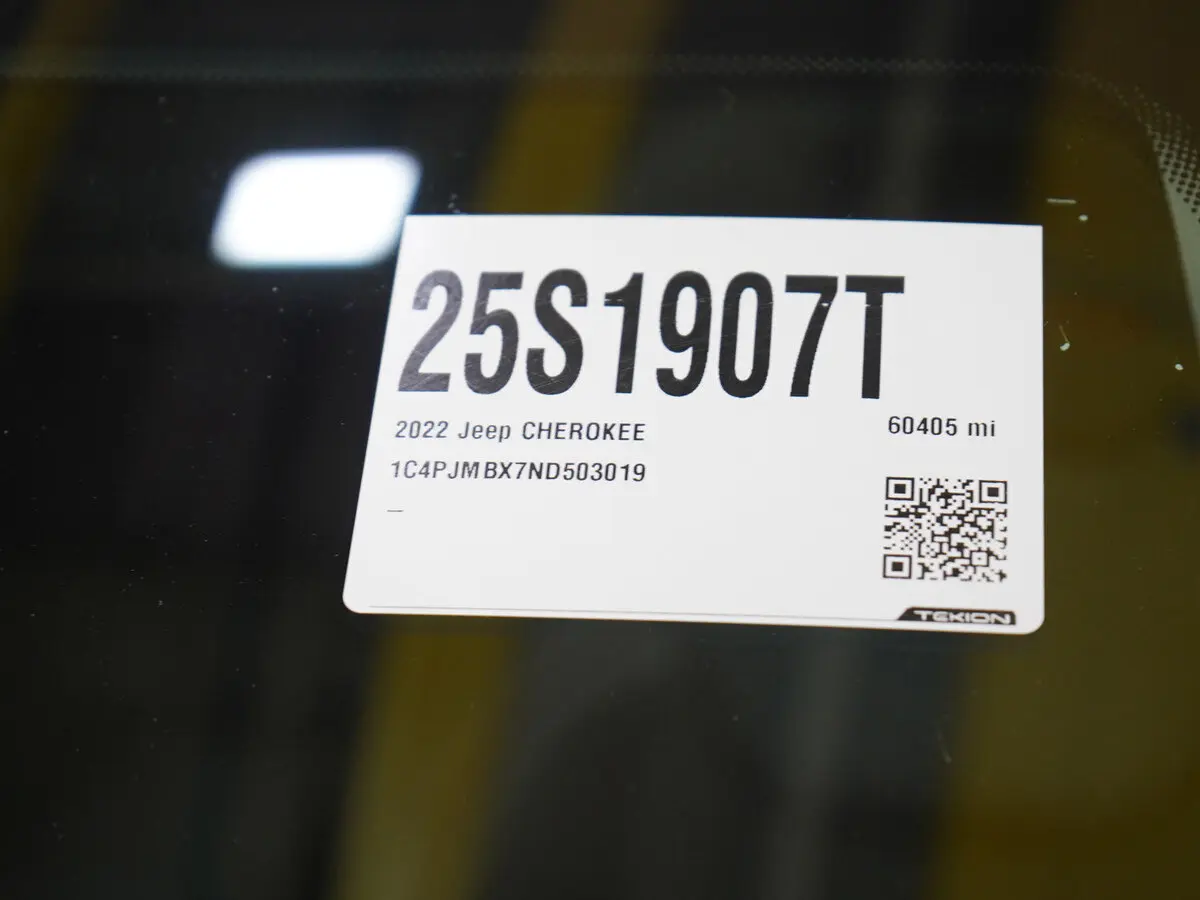 25S1907T
2022 Jeep CHEROKEE
60405 mi
1C4PJMBX7ND503019
–
TEKION